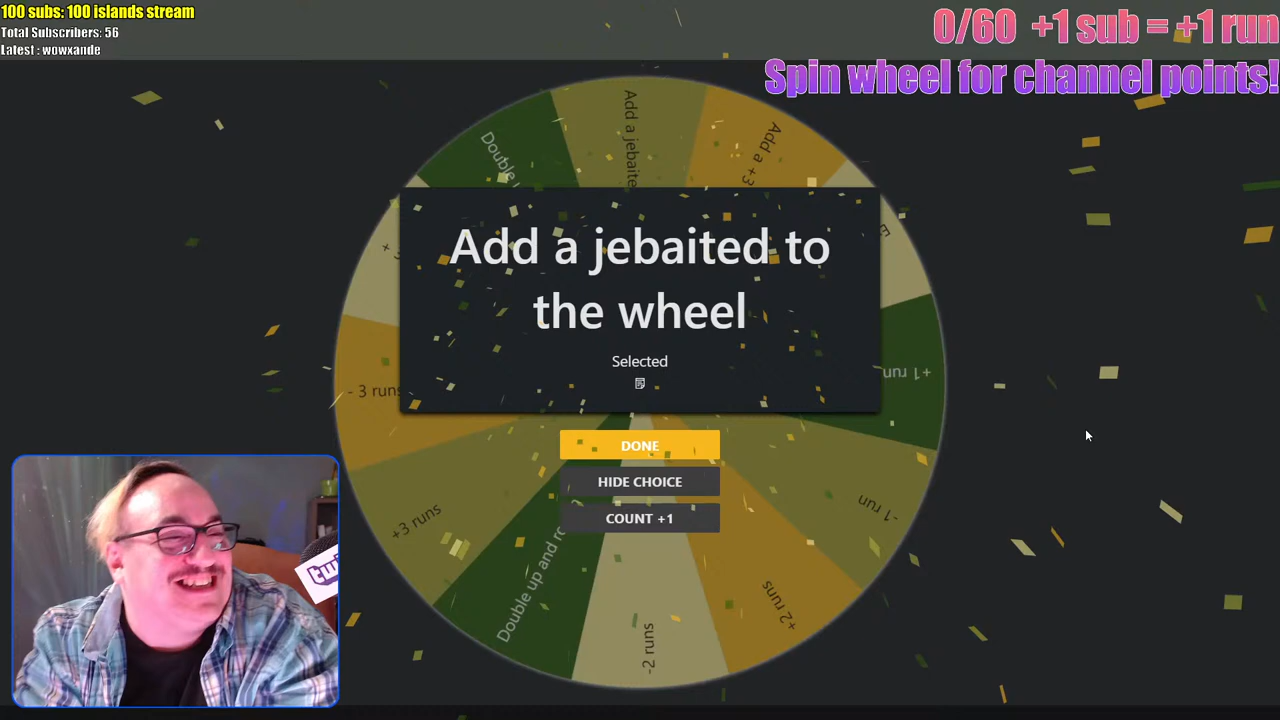 100 subs: 100 islands stream
Total Subscribers: 56
Latest : wowxande
0/60 +1 sub = +1 run
Spin wheel for channel points!
Double
Add a jebaite
Add a +3
+1 run
-1 run
+2 runs
-2 runs
Double up and
+3 runs
- 3 runs
Add a jebaited to
the wheel
Selected
DONE
HIDE CHOICE
COUNT +1